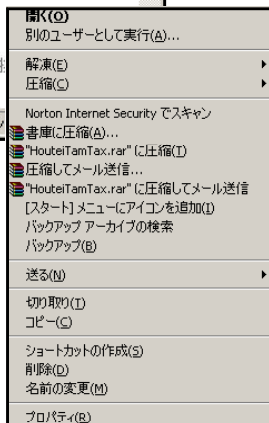 開く(O)
別のユーザーとして実行(A)...
解凍(E)
圧縮(C)
Norton Internet Security でスキャン
書庫に圧縮(A)...
"HouteiTamTax.rar" に圧縮(T)
圧縮してメール送信...
"HouteiTamTax.rar" に圧縮してメール送信
[スタート] メニューにアイコンを追加(I)
バックアップ アーカイブの検索
バックアップ(B)
送る(N)
切り取り(T)
コピー(C)
ショートカットの作成(S)
削除(D)
名前の変更(M)
プロパティ(R)